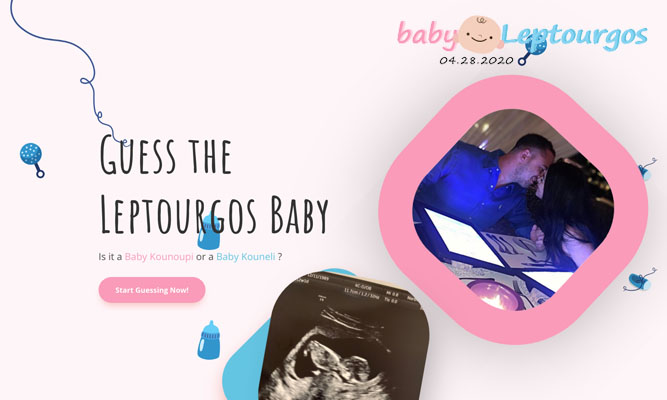 baby Leptourgos
04.28.2020
Guess the
Leptourgos Baby
Is it a Baby Kounoupi or a Baby Kouneli ?
Start Guessing Now!